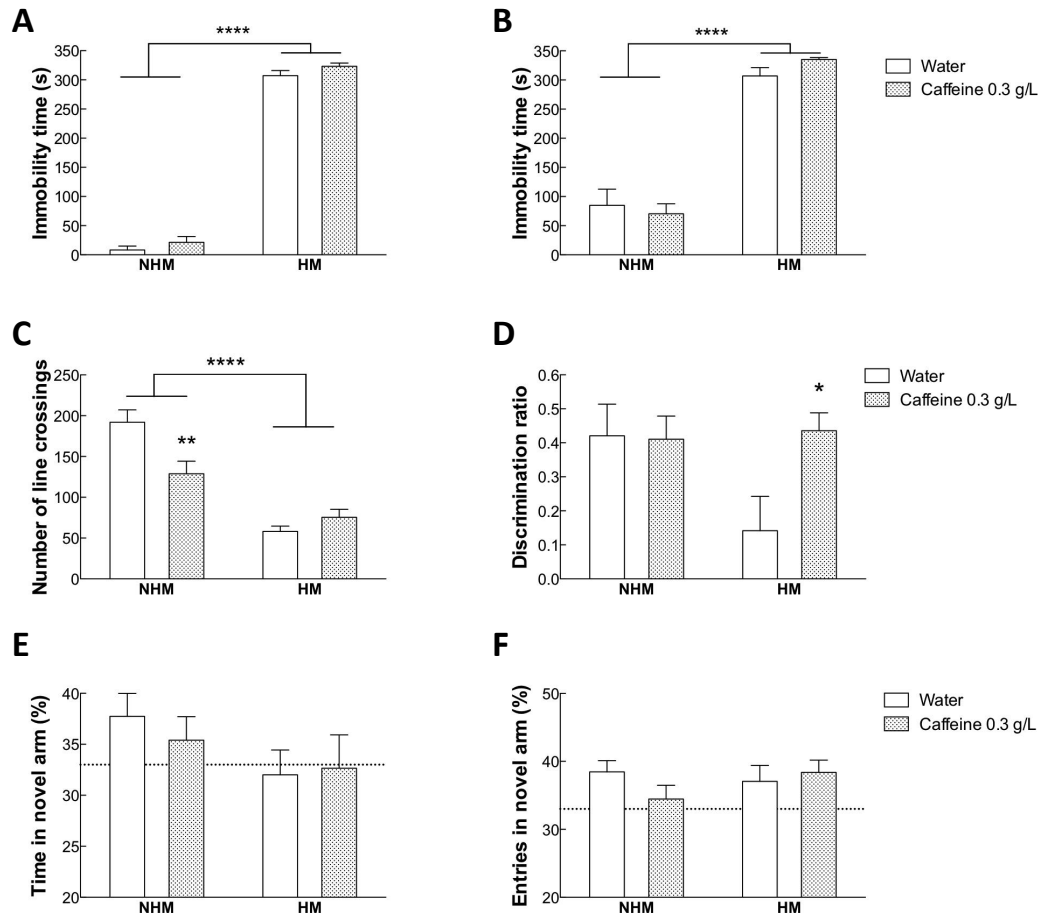 A
Immobility time (s)
350
300
250
200
150
100
50
0
****
NHM
HM
B
Immobility time (s)
350
300
250
200
150
100
50
0
****
NHM
HM
Water
Caffeine 0.3 g/L
C
Number of line crossings
250
200
150
100
50
0
****
**
NHM
HM
D
Discrimination ratio
0.6
0.5
0.4
0.3
0.2
0.1
0.0
*
NHM
HM
Water
Caffeine 0.3 g/L
E
Time in novel arm (%)
40
35
30
25
20
NHM
HM
F
Entries in novel arm (%)
50
40
30
20
NHM
HM
Water
Caffeine 0.3 g/L